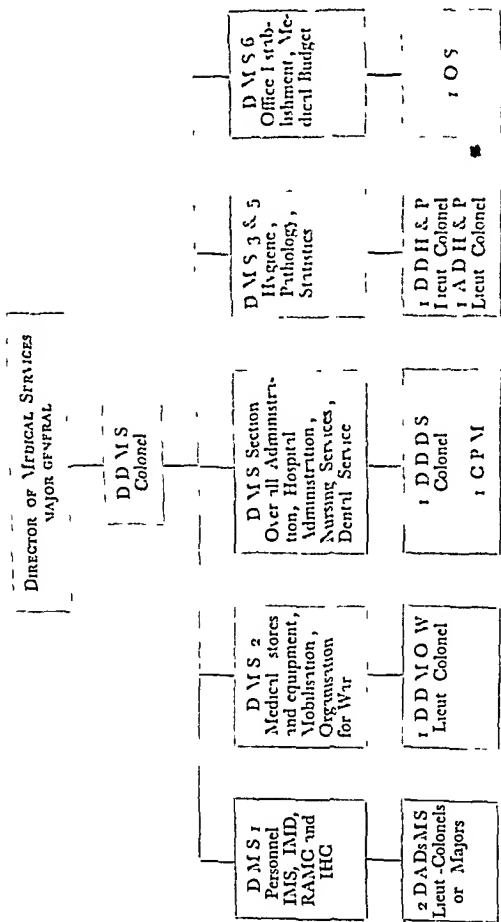 DIRECTOR OF MEDICAL SERVICES
MAJOR GENERAL
D D M S
Colonel
D M S 1
Personnel
IMS, IMD,
RAMC and
IHC
2 DADsMS
Lieut-Colonels
or Majors
D M S 2
Medical stores
and equipment,
Mobilisation,
Organisation
for War
1 D D M O W
Lieut Colonel
D M S Section
Over all Administra-
tion, Hospital
Administration,
Nursing Services,
Dental Service
1 D D D S
Colonel
1 C P M
D M S 3 & 5
Hygiene,
Pathology,
Statistics
1 D D H & P
Lieut Colonel
1 A D H & P
Lieut Colonel
D M S 6
Office Estab-
lishment, Me-
dical Budget
1 O S